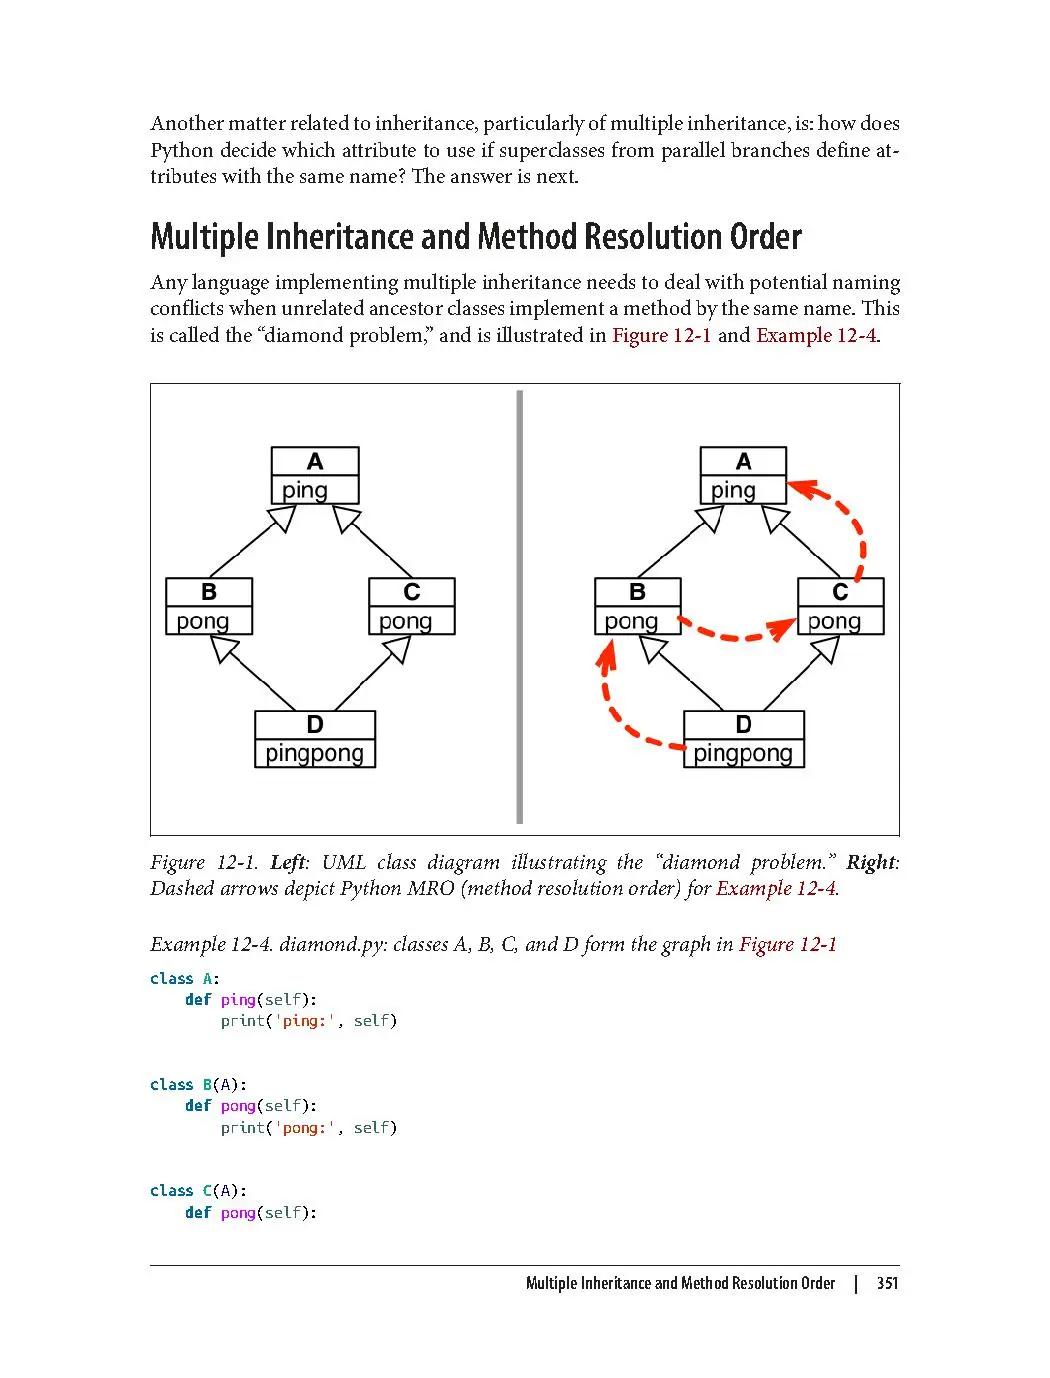 Another matter related to inheritance, particularly of multiple inheritance, is: how does
Python decide which attribute to use if superclasses from parallel branches define at-
tributes with the same name? The answer is next.
Multiple Inheritance and Method Resolution Order
Any language implementing multiple inheritance needs to deal with potential naming
conflicts when unrelated ancestor classes implement a method by the same name. This
is called the “diamond problem,” and is illustrated in Figure 12-1 and Example 12-4.
A
ping
B
pong
C
pong
D
pingpong
A
ping
B
pong
C
pong
D
pingpong
Figure 12-1. Left: UML class diagram illustrating the “diamond problem.” Right:
Dashed arrows depict Python MRO (method resolution order) for Example 12-4.
Example 12-4. diamond.py: classes A, B, C, and D form the graph in Figure 12-1
class A:
    def ping(self):
        print('ping:', self)
class B(A):
    def pong(self):
        print('pong:', self)
class C(A):
    def pong(self):
Multiple Inheritance and Method Resolution Order | 351